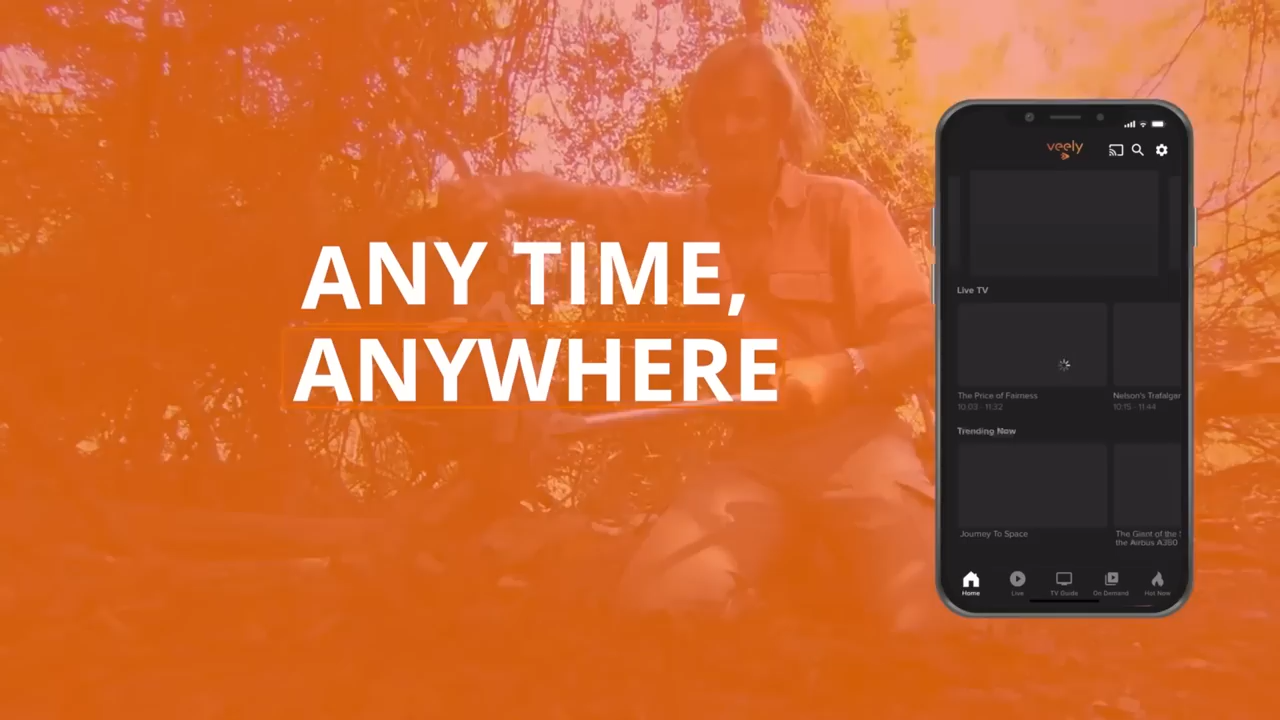 ANY TIME,
ANYWHERE
veely
Live TV
The Price of Fairness
10:03 - 11:32
Nelson's Trafalgar
10:15 - 11:44
Trending Now
Journey To Space
The Giant of the
the Airbus A380
Home
Live
TV Guide
On Demand
Hot Now